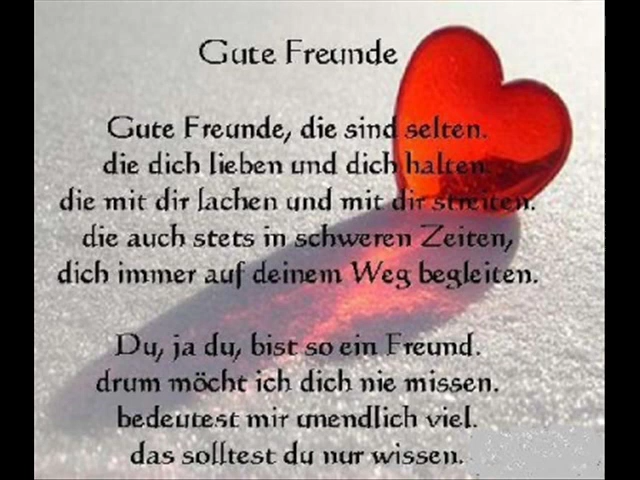 Gute Freunde
Gute Freunde, die sind selten.
die dich lieben und dich halten.
die mit dir lachen und mit dir streiten.
die auch stets in schweren Zeiten,
dich immer auf deinem Weg begleiten.
Du, ja du, bist so ein Freund.
drum möcht ich dich nie missen.
bedeutest mir unendlich viel.
das solltest du nur wissen.